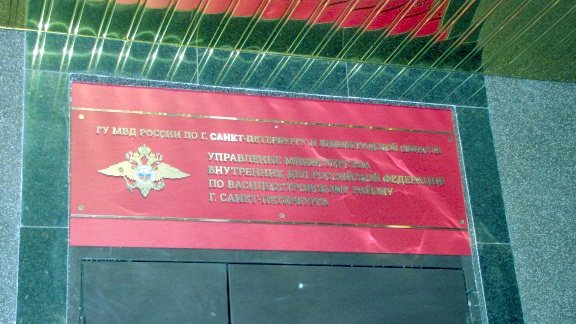 ГУ МВД РОССИИ ПО Г. САНКТ-ПЕТЕРБУРГУ И ЛЕНИНГРАДСКОЙ ОБЛАСТИ
УПРАВЛЕНИЕ МИНИСТЕРСТВА
ВНУТРЕННИХ ДЕЛ РОССИЙСКОЙ ФЕДЕРАЦИИ
ПО ВАСИЛЕОСТРОВСКОМУ РАЙОНУ
Г. САНКТ-ПЕТЕРБУРГА